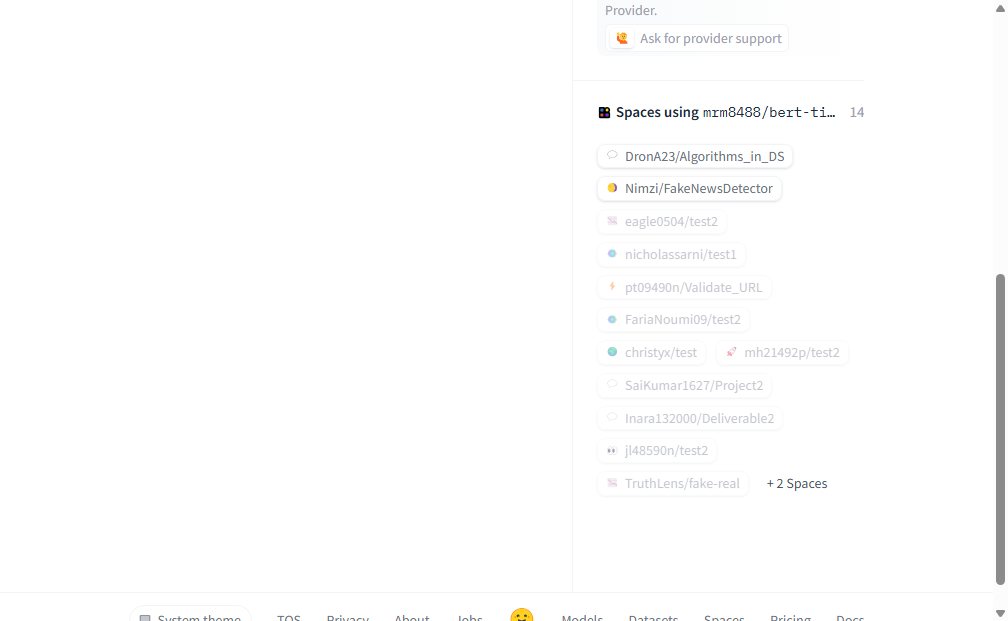 Provider.
Ask for provider support
Spaces using mrm8488/bert-ti… 14
DronA23/Algorithms_in_DS
Nimzi/FakeNewsDetector
eagle0504/test2
nicholassarni/test1
pt09490n/Validate_URL
FariaNoumi09/test2
christyx/test mh21492p/test2
SaiKumar1627/Project2
Inara132000/Deliverable2
jl48590n/test2
TruthLens/fake-real + 2 Spaces
System theme TOS Privacy About Jobs Models Datasets Spaces Pricing Docs